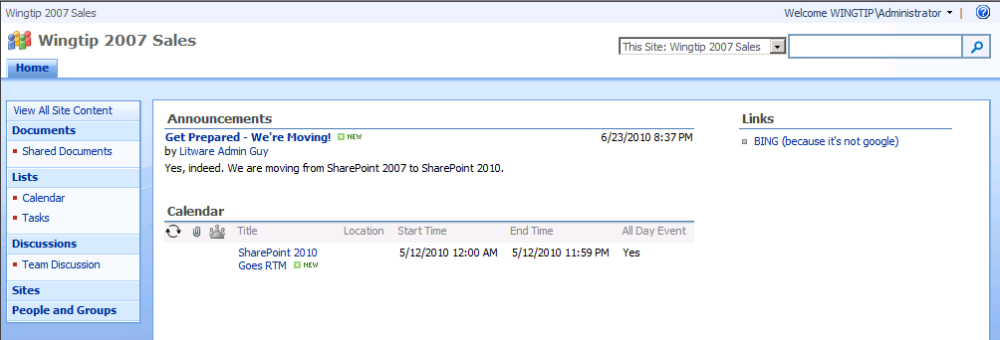 Wingtip 2007 Sales
Welcome WINGTIP\Administrator
Wingtip 2007 Sales
This Site: Wingtip 2007 Sales
Home
View All Site Content
Documents
Shared Documents
Lists
Calendar
Tasks
Discussions
Team Discussion
Sites
People and Groups
Announcements
Get Prepared - We're Moving! NEW 6/23/2010 8:37 PM
by Litware Admin Guy
Yes, indeed. We are moving from SharePoint 2007 to SharePoint 2010.
Calendar
Title Location Start Time End Time All Day Event
SharePoint 2010 5/12/2010 12:00 AM 5/12/2010 11:59 PM Yes
Goes RTM NEW
Links
BING (because it's not google)